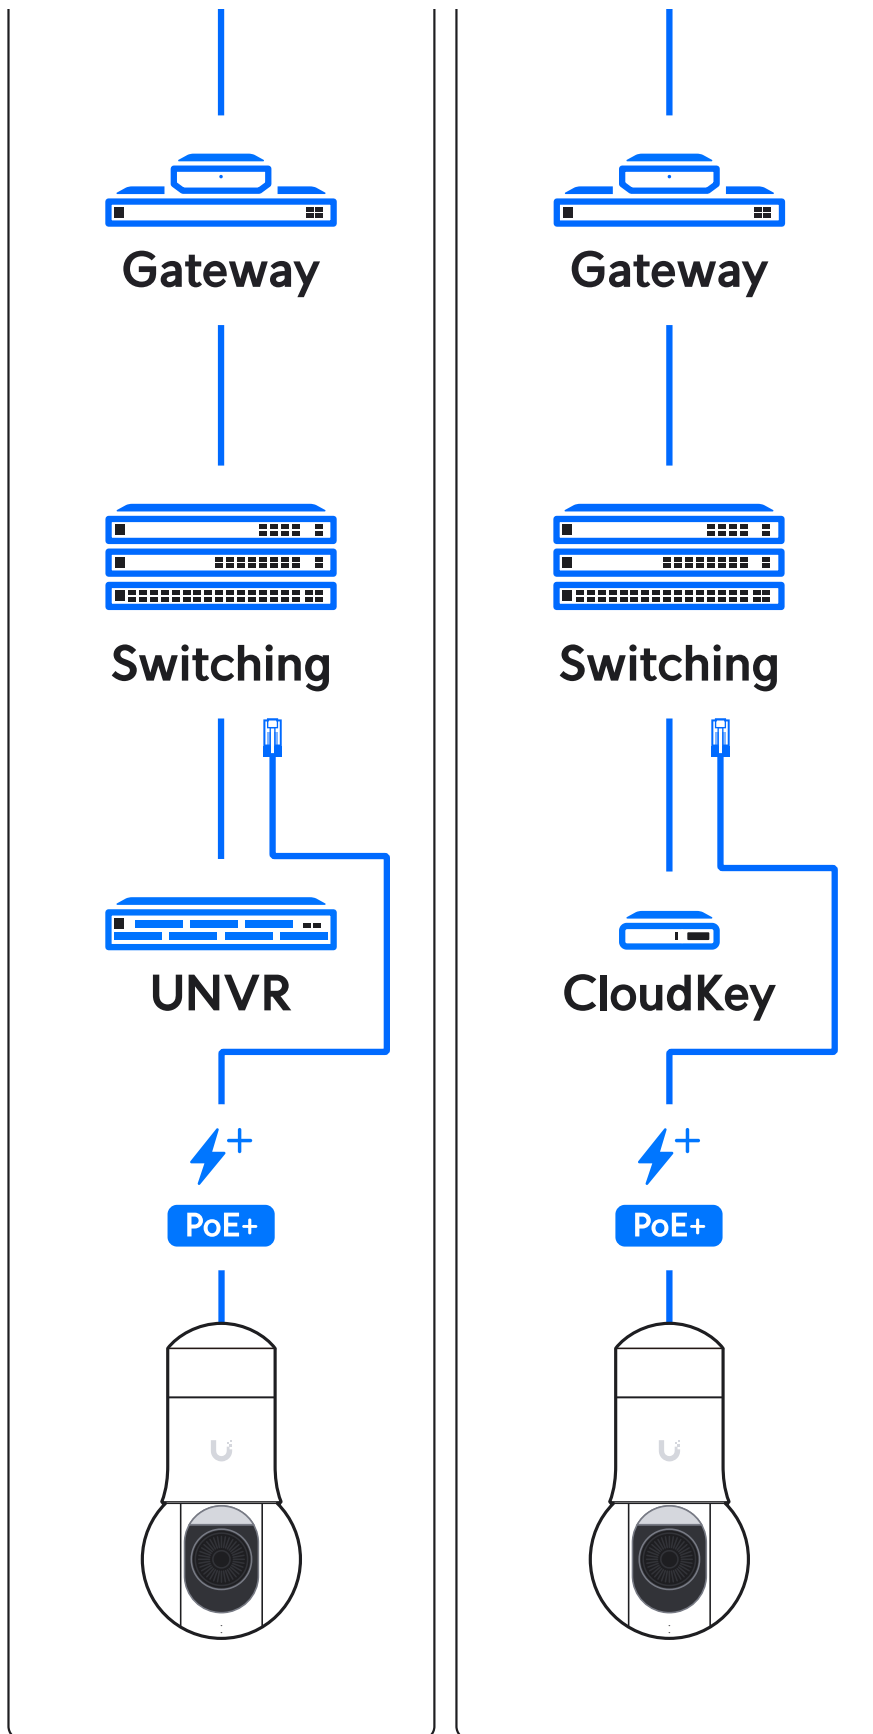 Gateway
Switching
UNVR
PoE+
Gateway
Switching
CloudKey
PoE+